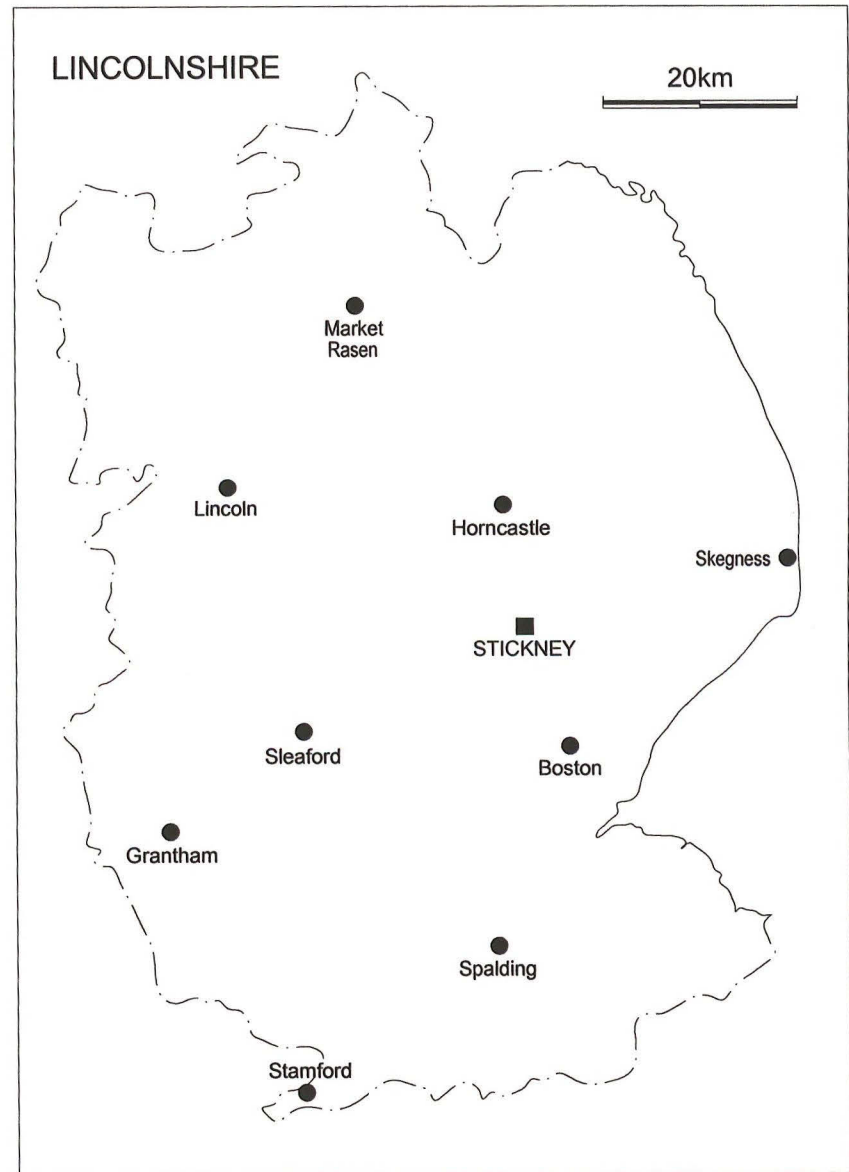 LINCOLNSHIRE
20km
Market
Rasen
Lincoln
Horncastle
Skegness
STICKNEY
Sleaford
Boston
Grantham
Spalding
Stamford